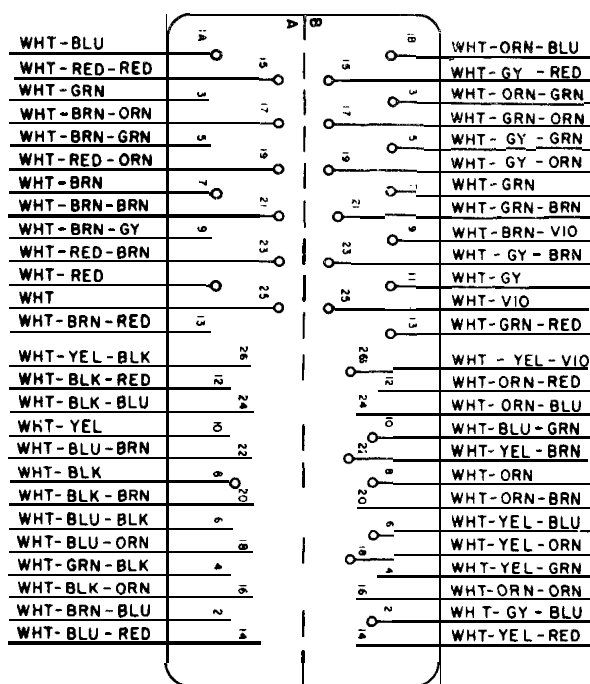 A B
WHT-BLU 1A 1B WHT-ORN-BLU
WHT-RED-RED 15 15 WHT-GY-RED
WHT-GRN 3 3 WHT-ORN-GRN
WHT-BRN-ORN 17 17 WHT-GRN-ORN
WHT-BRN-GRN 5 5 WHT-GY-GRN
WHT-RED-ORN 19 19 WHT-GY-ORN
WHT-BRN 7 WHT-GRN
WHT-BRN-BRN 21 21 WHT-GRN-BRN
WHT-BRN-GY 9 9 WHT-BRN-VIO
WHT-RED-BRN 23 23 WHT-GY-BRN
WHT-RED 11 WHT-GY
WHT 25 25 WHT-VIO
WHT-BRN-RED 13 13 WHT-GRN-RED
WHT-YEL-BLK 26 26 WHT-YEL-VIO
WHT-BLK-RED 12 12 WHT-ORN-RED
WHT-BLK-BLU 24 24 WHT-ORN-BLU
WHT-YEL 10 10 WHT-BLU-GRN
WHT-BLU-BRN 22 22 WHT-YEL-BRN
WHT-BLK 8 8 WHT-ORN
WHT-BLK-BRN 20 20 WHT-ORN-BRN
WHT-BLU-BLK 6 6 WHT-YEL-BLU
WHT-BLU-ORN 18 18 WHT-YEL-ORN
WHT-GRN-BLK 4 4 WHT-YEL-GRN
WHT-BLK-ORN 16 16 WHT-ORN-ORN
WHT-BRN-BLU 2 2 WHT-GY-BLU
WHT-BLU-RED 14 14 WHT-YEL-RED